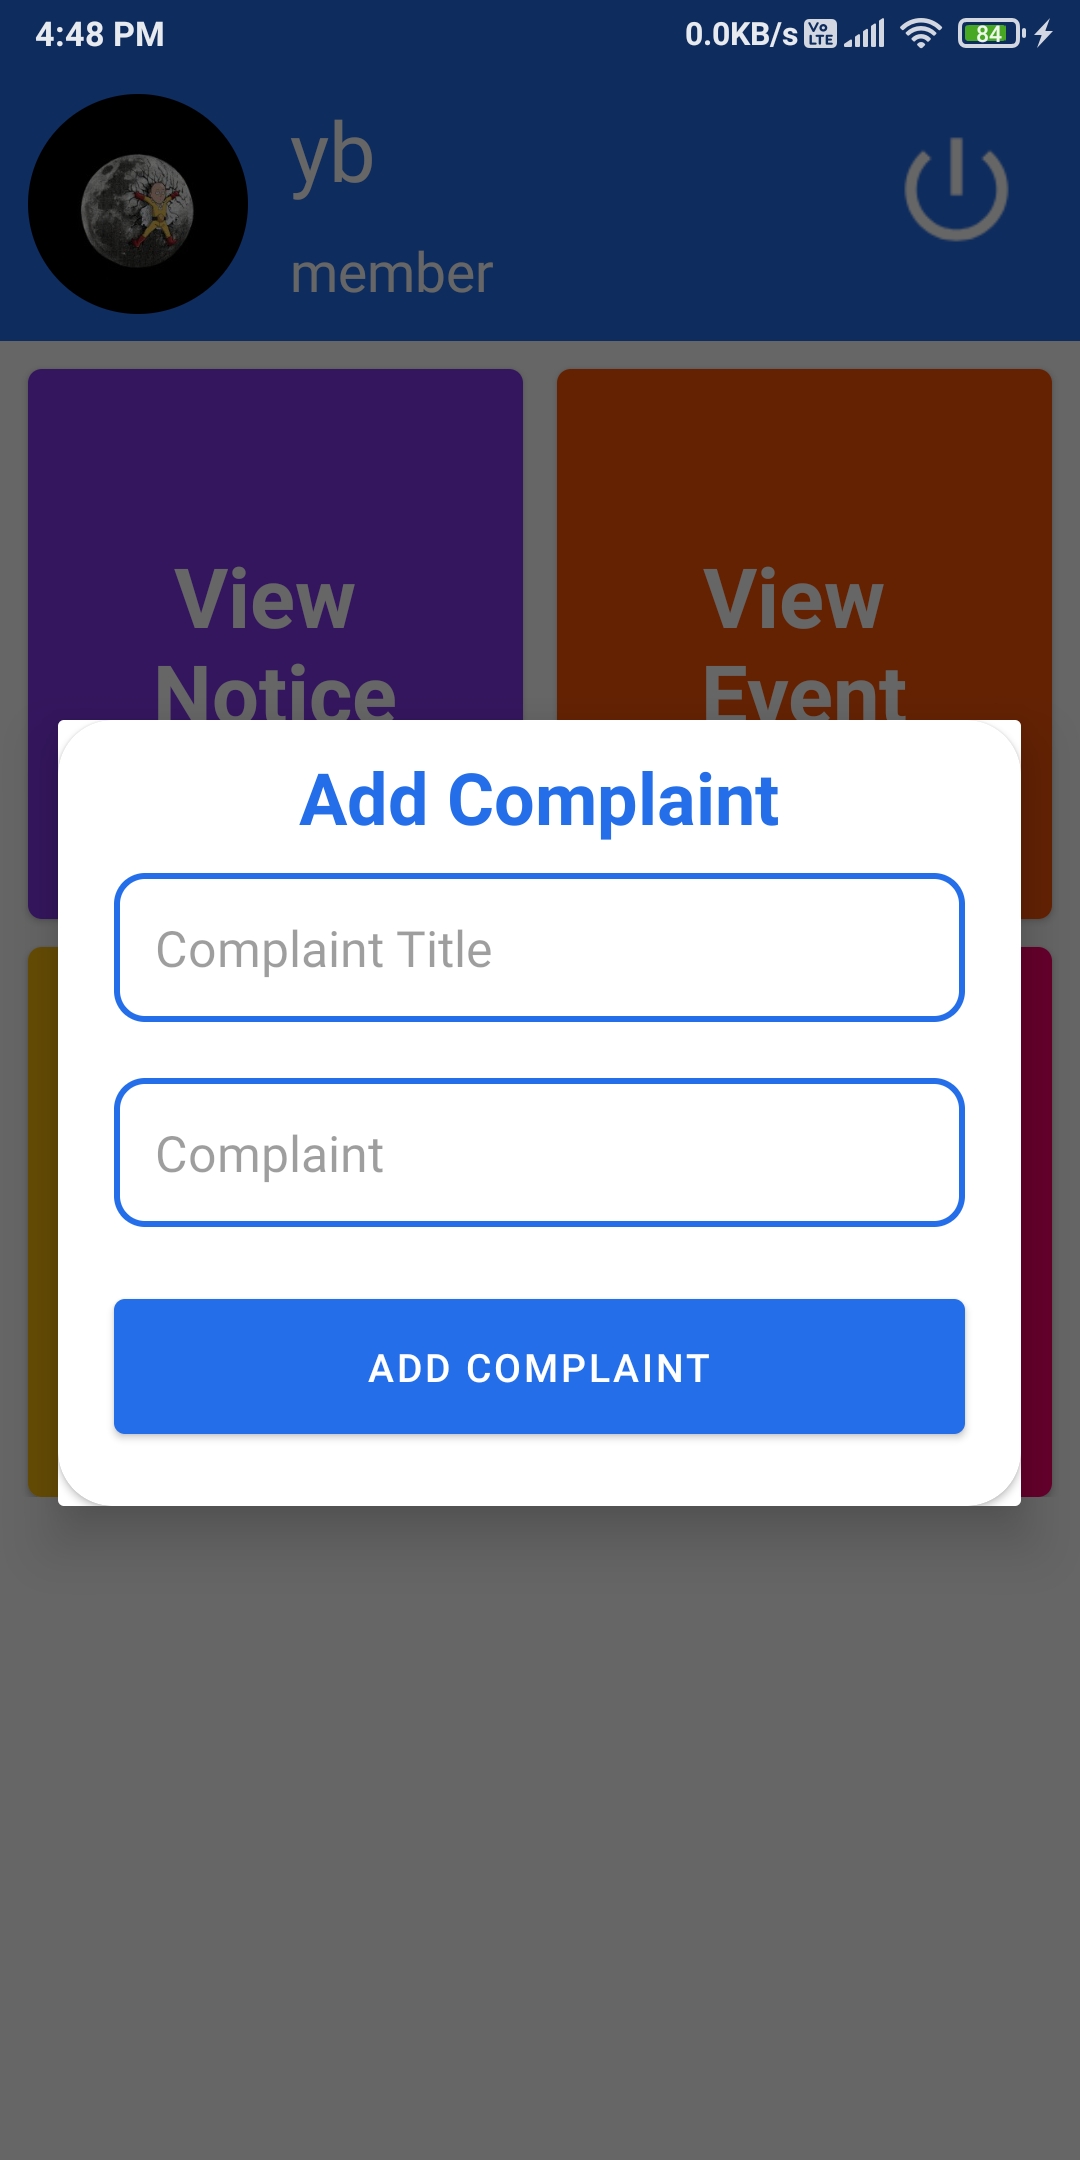 4:48 PM
0.0KB/s Vo LTE 84
yb
member
View
Notice
View
Event
Add Complaint
Complaint Title
Complaint
ADD COMPLAINT